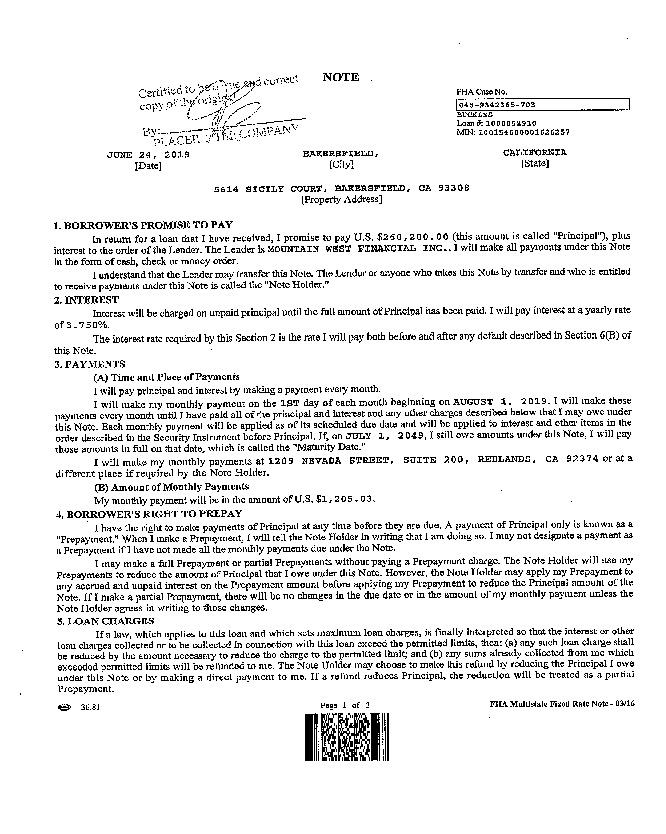 NOTE
Certified to be a true and correct
copy of the original
By:
PLACER TITLE COMPANY
FHA Case No.
045-9342365-703
BUCKLES
Loan #: 1000052910
MIN: 100154600001626257
JUNE 24, 2019 BAKERSFIELD, CALIFORNIA
[Date] [City] [State]
5614 SICILY COURT, BAKERSFIELD, CA 93308
[Property Address]
1. BORROWER'S PROMISE TO PAY
In return for a loan that I have received, I promise to pay U.S. $260,200.00 (this amount is called "Principal"), plus
interest to the order of the Lender. The Lender is MOUNTAIN WEST FINANCIAL INC.. I will make all payments under this Note
in the form of cash, check or money order.
I understand that the Lender may transfer this Note. The Lender or anyone who takes this Note by transfer and who is entitled
to receive payments under this Note is called the "Note Holder."
2. INTEREST
Interest will be charged on unpaid principal until the full amount of Principal has been paid. I will pay interest at a yearly rate
of 3.750%.
The interest rate required by this Section 2 is the rate I will pay both before and after any default described in Section 6(B) of
this Note.
3. PAYMENTS
(A) Time and Place of Payments
I will pay principal and interest by making a payment every month.
I will make my monthly payment on the 1ST day of each month beginning on AUGUST 1, 2019. I will make these
payments every month until I have paid all of the principal and interest and any other charges described below that I may owe under
this Note. Each monthly payment will be applied as of its scheduled due date and will be applied to interest and other items in the
order described in the Security Instrument before Principal. If, on JULY 1, 2049, I still owe amounts under this Note, I will pay
those amounts in full on that date, which is called the "Maturity Date."
I will make my monthly payments at 1209 NEVADA STREET, SUITE 200, REDLANDS, CA 92374 or at a
different place if required by the Note Holder.
(B) Amount of Monthly Payments
My monthly payment will be in the amount of U.S. $1,205.03.
4. BORROWER'S RIGHT TO PREPAY
I have the right to make payments of Principal at any time before they are due. A payment of Principal only is known as a
"Prepayment." When I make a Prepayment, I will tell the Note Holder in writing that I am doing so. I may not designate a payment as
a Prepayment if I have not made all the monthly payments due under the Note.
I may make a full Prepayment or partial Prepayments without paying a Prepayment charge. The Note Holder will use my
Prepayments to reduce the amount of Principal that I owe under this Note. However, the Note Holder may apply my Prepayment to
any accrued and unpaid interest on the Prepayment amount before applying my Prepayment to reduce the Principal amount of the
Note. If I make a partial Prepayment, there will be no changes in the due date or in the amount of my monthly payment unless the
Note Holder agrees in writing to those changes.
5. LOAN CHARGES
If a law, which applies to this loan and which sets maximum loan charges, is finally interpreted so that the interest or other
loan charges collected or to be collected in connection with this loan exceed the permitted limits, then: (a) any such loan charge shall
be reduced by the amount necessary to reduce the charge to the permitted limit; and (b) any sums already collected from me which
exceeded permitted limits will be refunded to me. The Note Holder may choose to make this refund by reducing the Principal I owe
under this Note or by making a direct payment to me. If a refund reduces Principal, the reduction will be treated as a partial
Prepayment.
36.81 Page 1 of 3 FHA Multistate Fixed Rate Note - 03/16